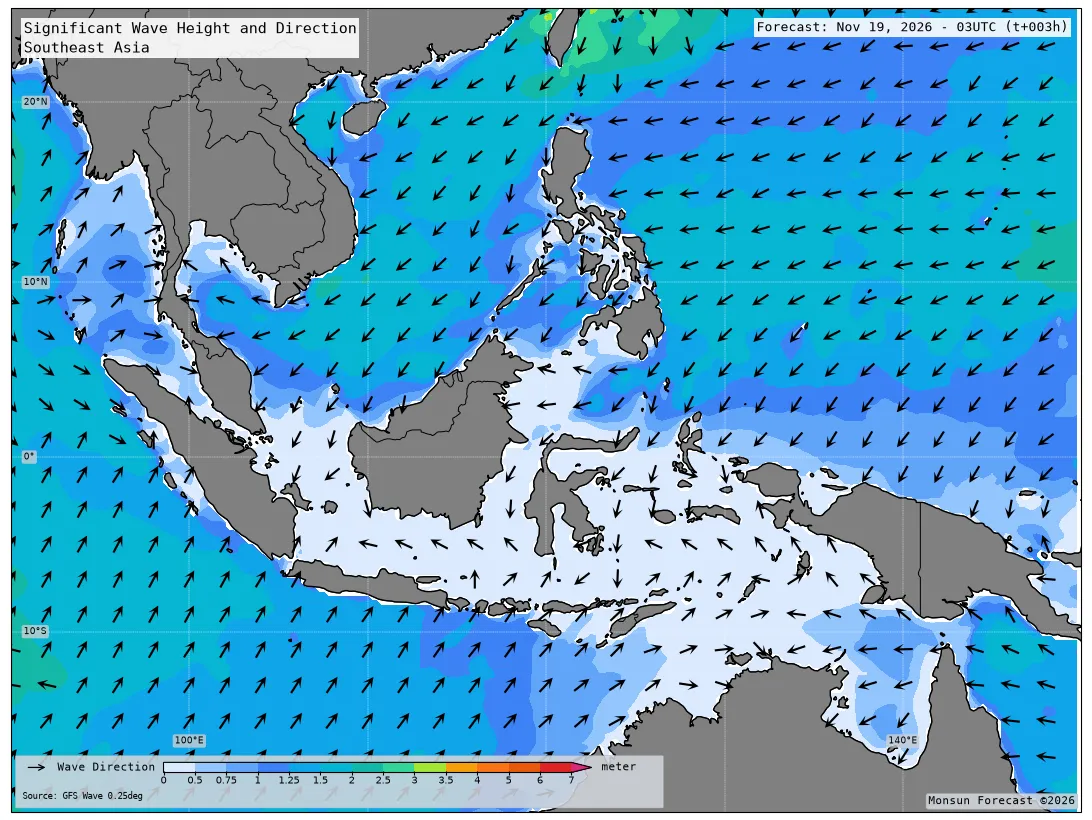 Significant Wave Height and Direction
Southeast Asia
Forecast: Nov 19, 2026 - 03UTC (t+003h)
20°N
10°N
0°
10°S
100°E
140°E
Wave Direction
meter
0 0.5 0.75 1 1.25 1.5 2 2.5 3 3.5 4 5 6 7
Source: GFS Wave 0.25deg
Monsun Forecast ©2026